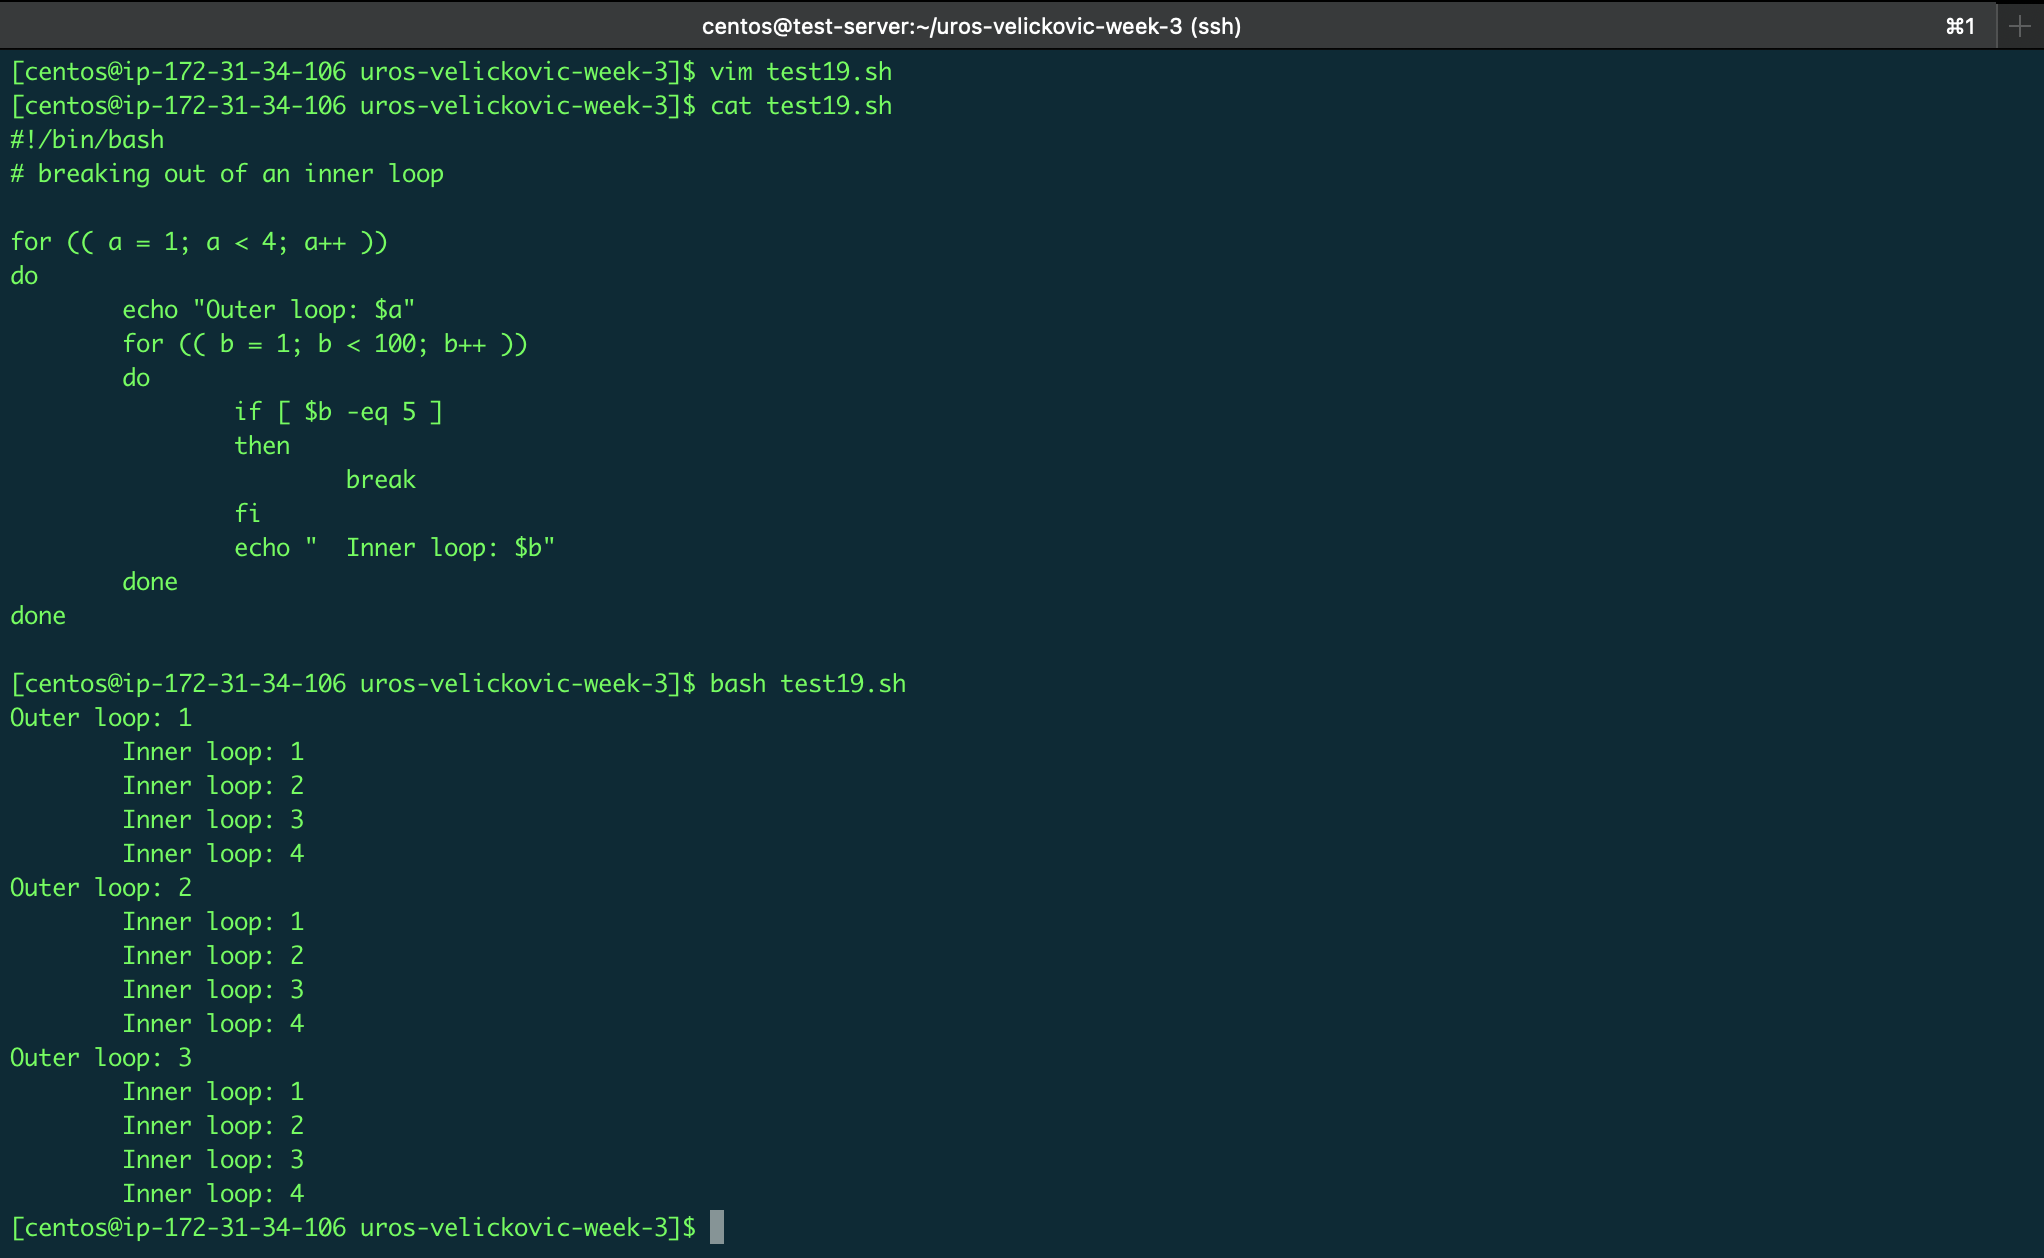 centos@test-server:~/uros-velickovic-week-3 (ssh) ⌘1 +
[centos@ip-172-31-34-106 uros-velickovic-week-3]$ vim test19.sh
[centos@ip-172-31-34-106 uros-velickovic-week-3]$ cat test19.sh
#!/bin/bash
# breaking out of an inner loop

for (( a = 1; a < 4; a++ ))
do
        echo "Outer loop: $a"
        for (( b = 1; b < 100; b++ ))
        do
                if [ $b -eq 5 ]
                then
                        break
                fi
                echo "  Inner loop: $b"
        done
done

[centos@ip-172-31-34-106 uros-velickovic-week-3]$ bash test19.sh
Outer loop: 1
        Inner loop: 1
        Inner loop: 2
        Inner loop: 3
        Inner loop: 4
Outer loop: 2
        Inner loop: 1
        Inner loop: 2
        Inner loop: 3
        Inner loop: 4
Outer loop: 3
        Inner loop: 1
        Inner loop: 2
        Inner loop: 3
        Inner loop: 4
[centos@ip-172-31-34-106 uros-velickovic-week-3]$